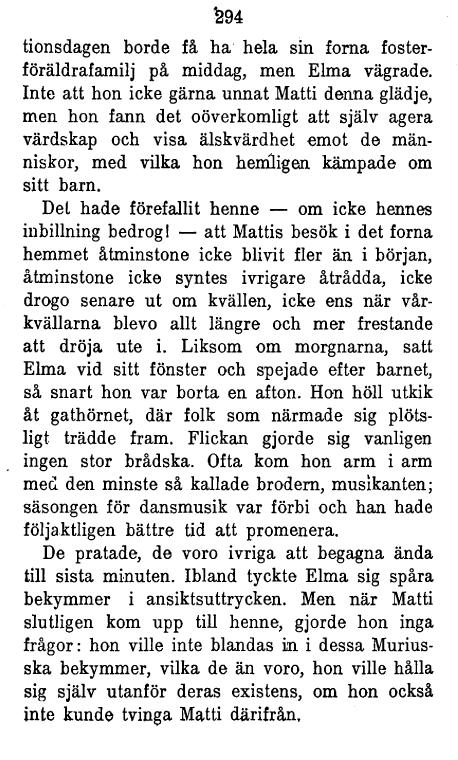 294
tionsdagen borde få ha hela sin forna foster-
föräldrafamilj på middag, men Elma vägrade.
Inte att hon icke gärna unnat Matti denna glädje,
men hon fann det oöverkomligt att själv agera
värdskap och visa älskvärdhet emot de män-
niskor, med vilka hon hemligen kämpade om
sitt barn.
Det hade förefallit henne — om icke hennes
inbillning bedrog! — att Mattis besök i det forna
hemmet åtminstone icke blivit fler än i början,
åtminstone icke syntes ivrigare åtrådda, icke
drogo senare ut om kvällen, icke ens när vår-
kvällarna blevo allt längre och mer frestande
att dröja ute i. Liksom om morgnarna, satt
Elma vid sitt fönster och spejade efter barnet,
så snart hon var borta en afton. Hon höll utkik
åt gathörnet, där folk som närmade sig plöts-
ligt trädde fram. Flickan gjorde sig vanligen
ingen stor brådska. Ofta kom hon arm i arm
med den minste så kallade brodern, musikanten;
säsongen för dansmusik var förbi och han hade
följaktligen bättre tid att promenera.
De pratade, de voro ivriga att begagna ända
till sista minuten. Ibland tyckte Elma sig spåra
bekymmer i ansiktsuttrycken. Men när Matti
slutligen kom upp till henne, gjorde hon inga
frågor: hon ville inte blandas in i dessa Murius-
ska bekymmer, vilka de än voro, hon ville hålla
sig själv utanför deras existens, om hon också
inte kunde tvinga Matti därifrån.